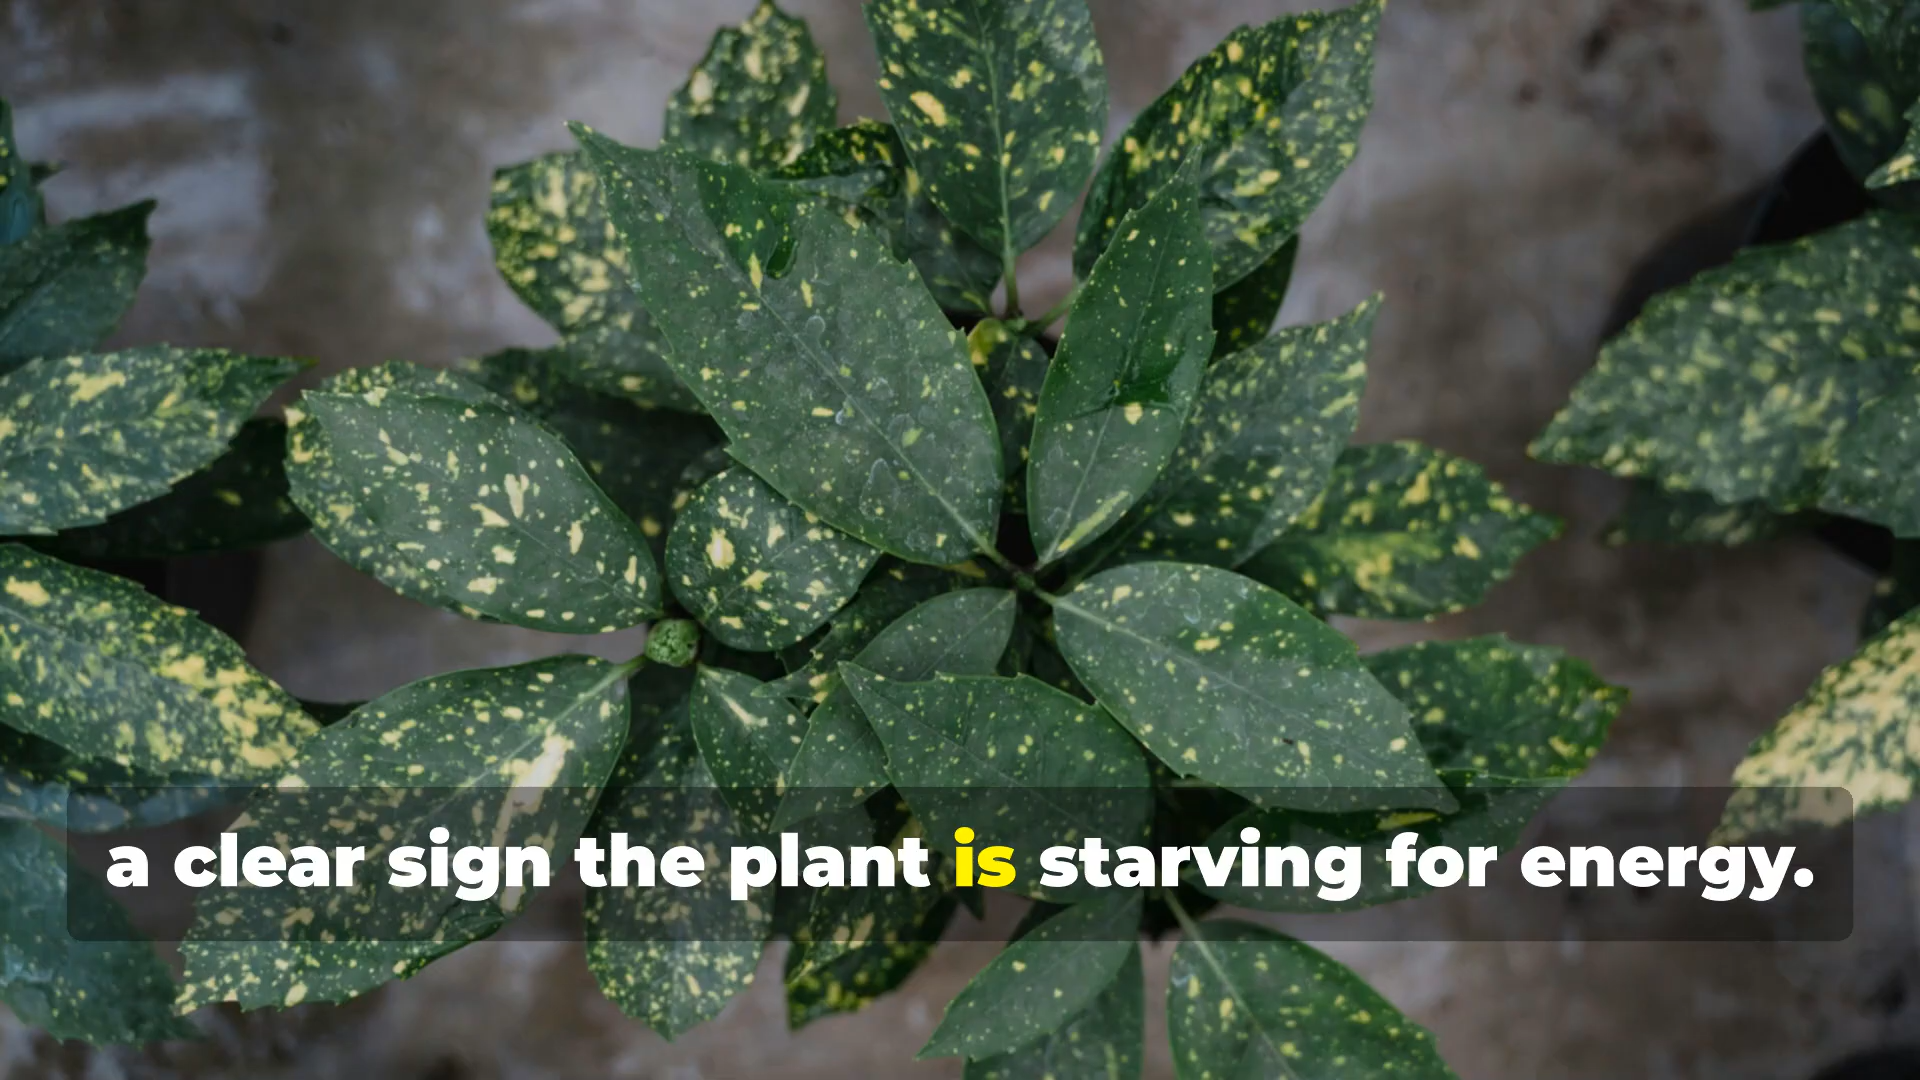 a clear sign the plant is starving for energy.